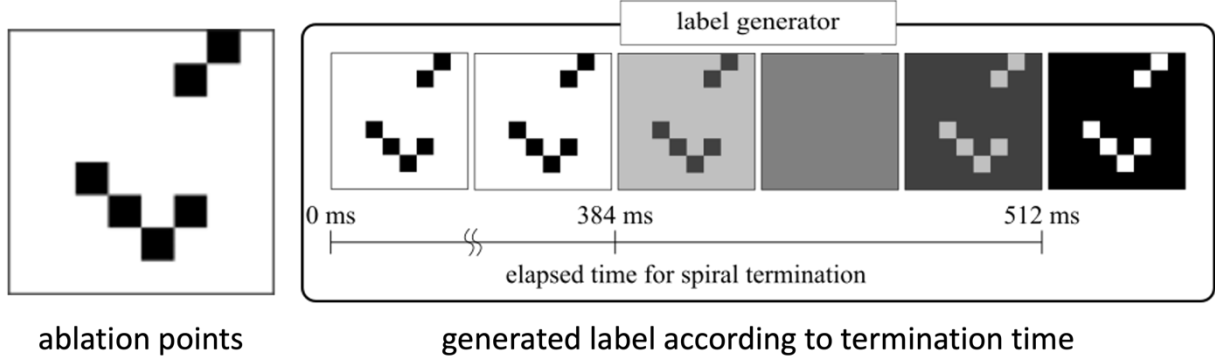 label generator
0 ms
384 ms
512 ms
elapsed time for spiral termination
ablation points
generated label according to termination time